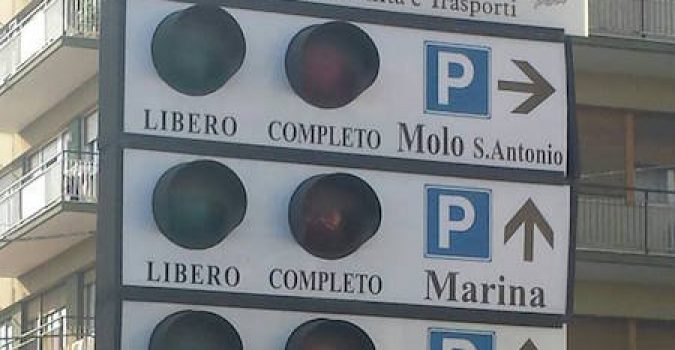 e Trasporti
P
LIBERO COMPLETO Molo S.Antonio
P
LIBERO COMPLETO Marina
P